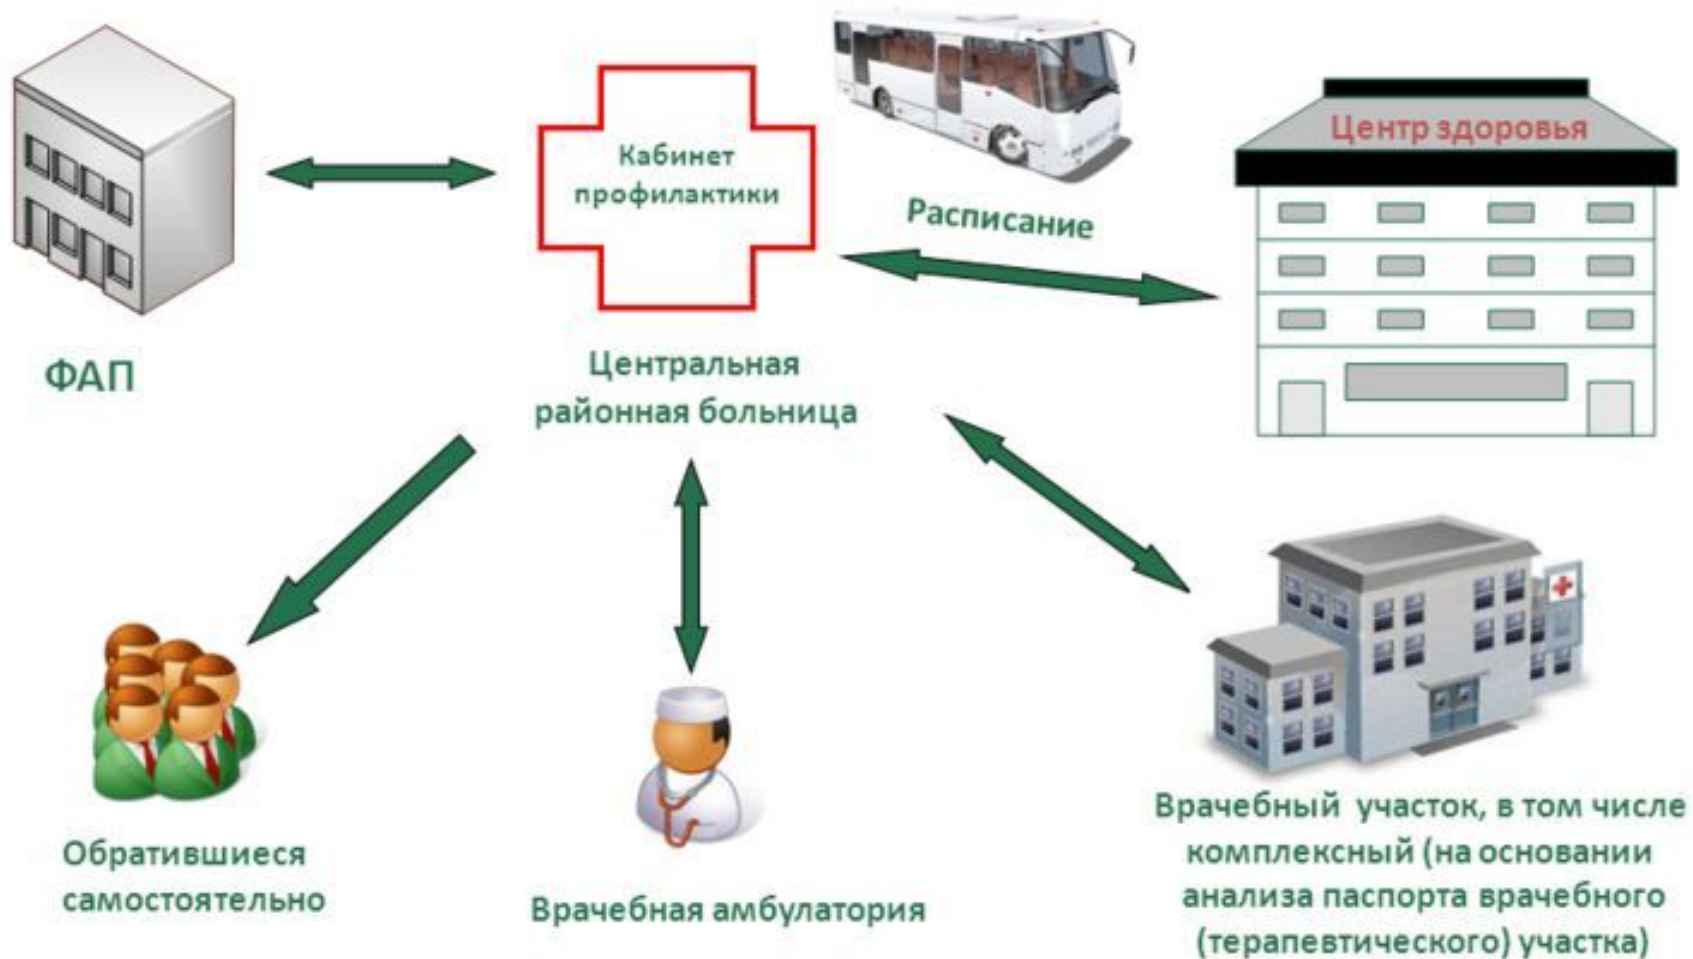 Кабинет
профилактики
Центр здоровья
Расписание
ФАП
Центральная
районная больница
Обратившиеся
самостоятельно
Врачебная амбулатория
Врачебный участок, в том числе
комплексный (на основании
анализа паспорта врачебного
(терапевтического) участка)